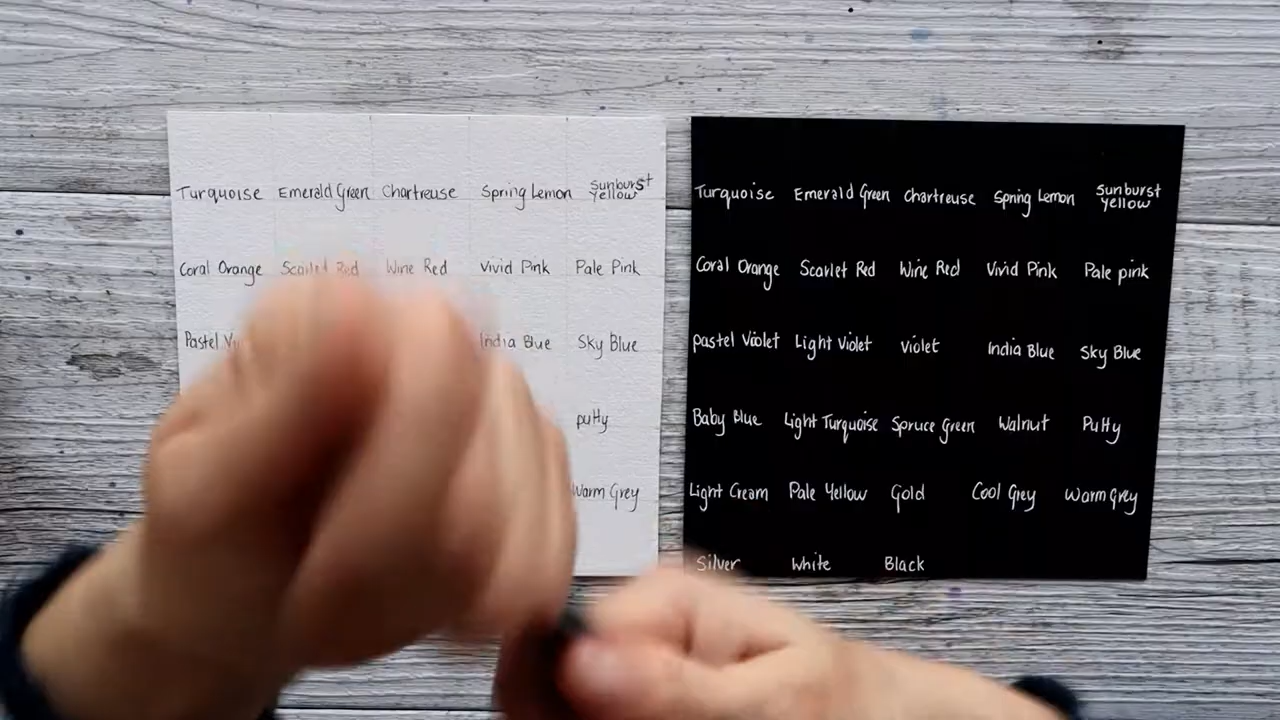 Turquoise Emerald Green Chartreuse Spring Lemon Sunburst Yellow
Coral Orange Scarlet Red Wine Red Vivid Pink Pale Pink
Pastel India Blue Sky Blue
putty
Warm Grey
Turquoise Emerald Green Chartreuse Spring Lemon Sunburst Yellow
Coral Orange Scarlet Red Wine Red Vivid Pink Pale pink
pastel Violet Light Violet Violet India Blue Sky Blue
Baby Blue Light Turquoise Spruce Green Walnut Putty
Light Cream Pale Yellow Gold Cool Grey Warm Grey
Silver White Black